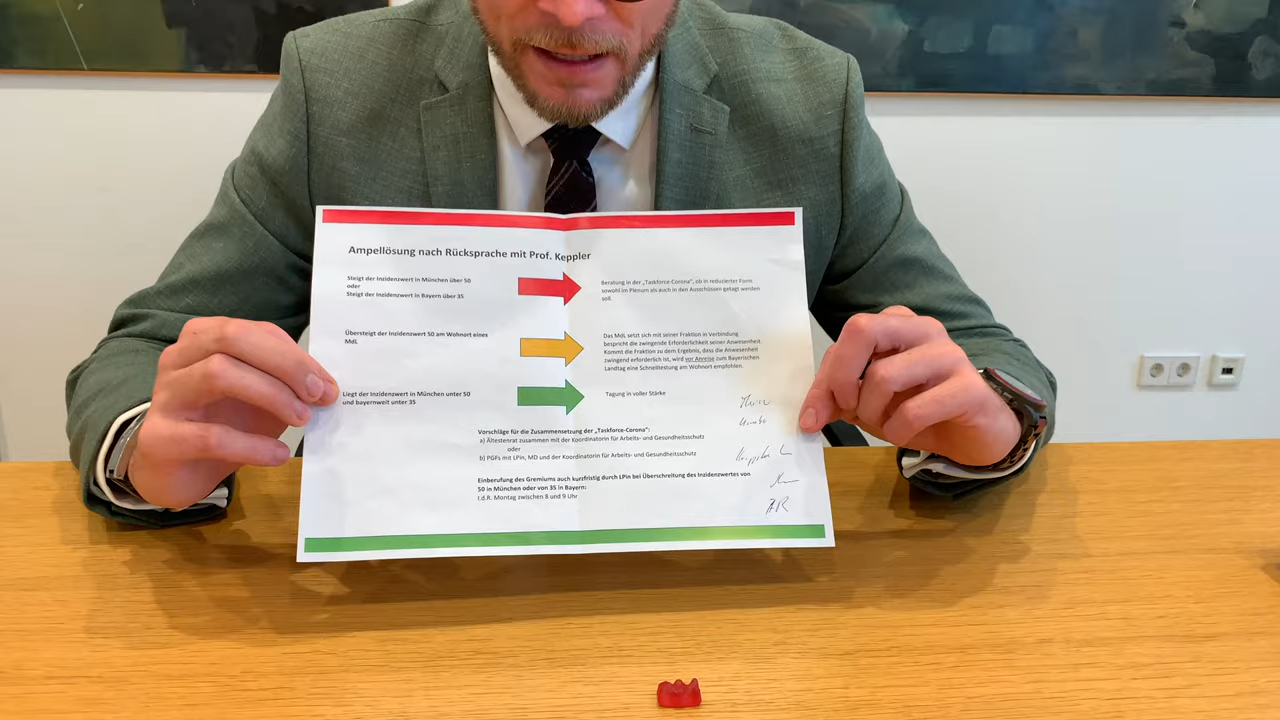 Ampellösung nach Rücksprache mit Prof. Keppler
Steigt der Inzidenzwert in München über 50
oder
Steigt der Inzidenzwert in Bayern über 35
Beratung in der „Taskforce-Corona“, ob in reduzierter Form
sowohl im Plenum als auch in den Ausschüssen getagt werden
soll.
Übersteigt der Inzidenzwert 50 am Wohnort eines
MdL
Das MdL setzt sich mit seiner Fraktion in Verbindung
bespricht die zwingende Erforderlichkeit seiner Anwesenheit.
Kommt die Fraktion zu dem Ergebnis, dass die Anwesenheit
zwingend erforderlich ist, wird vor Anreise zum Bayerischen
Landtag eine Schnelltestung am Wohnort empfohlen.
Liegt der Inzidenzwert in München unter 50
und bayernweit unter 35
Tagung in voller Stärke
Vorschläge für die Zusammensetzung der „Taskforce-Corona“:
a) Ältestenrat zusammen mit der Koordinatorin für Arbeits- und Gesundheitsschutz
oder
b) PGFs mit LPin, MD und der Koordinatorin für Arbeits- und Gesundheitsschutz
Einberufung des Gremiums auch kurzfristig durch LPin bei Überschreitung des Inzidenzwertes von
50 in München oder von 35 in Bayern:
I.d.R. Montag zwischen 8 und 9 Uhr